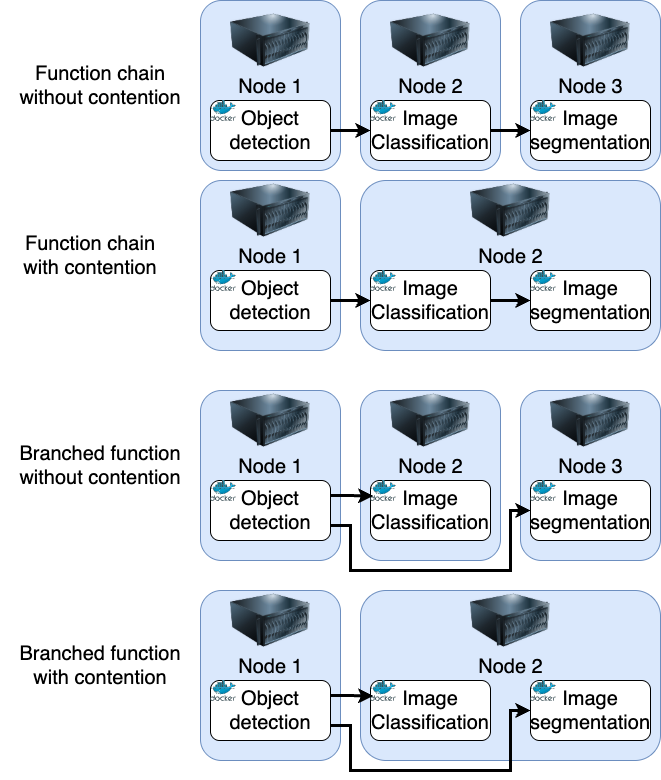 Function chain
without contention
Node 1
Node 2
Node 3
docker
Object
detection
docker
Image
Classification
docker
Image
segmentation
Function chain
with contention
Node 1
Node 2
docker
Object
detection
docker
Image
Classification
docker
Image
segmentation
Branched function
without contention
Node 1
Node 2
Node 3
docker
Object
detection
docker
Image
Classification
docker
Image
segmentation
Branched function
with contention
Node 1
Node 2
docker
Object
detection
docker
Image
Classification
docker
Image
segmentation